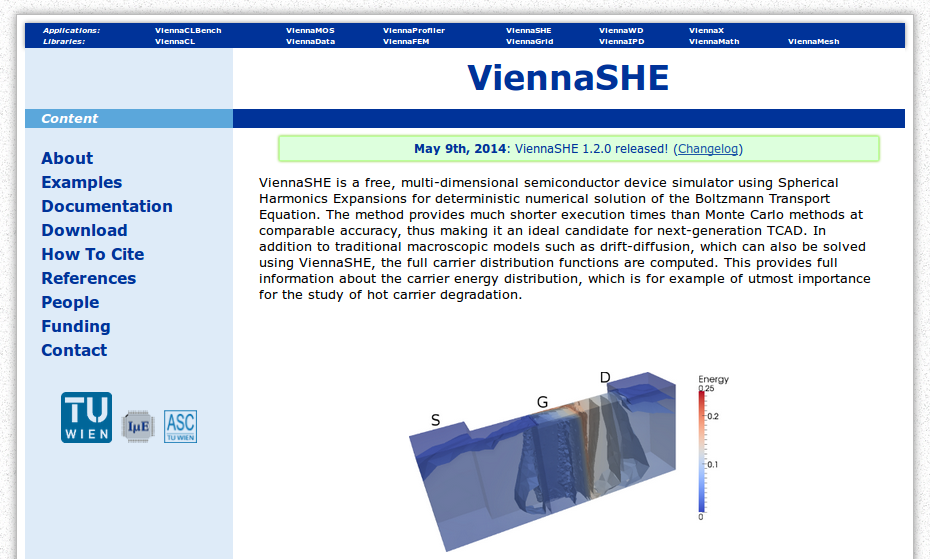 Applications: ViennaCLBench ViennaMOS ViennaProfiler ViennaSHE ViennaWD ViennaX
Libraries: ViennaCL ViennaData ViennaFEM ViennaGrid ViennaIPD ViennaMath ViennaMesh
ViennaSHE
Content
About
Examples
Documentation
Download
How To Cite
References
People
Funding
Contact
TU
WIEN
IμE
ASC
TU WIEN
May 9th, 2014: ViennaSHE 1.2.0 released! (Changelog)
ViennaSHE is a free, multi-dimensional semiconductor device simulator using Spherical
Harmonics Expansions for deterministic numerical solution of the Boltzmann Transport
Equation. The method provides much shorter execution times than Monte Carlo methods at
comparable accuracy, thus making it an ideal candidate for next-generation TCAD. In
addition to traditional macroscopic models such as drift-diffusion, which can also be solved
using ViennaSHE, the full carrier distribution functions are computed. This provides full
information about the carrier energy distribution, which is for example of utmost importance
for the study of hot carrier degradation.
S
G
D
Energy
0.25
0.2
0.1
0